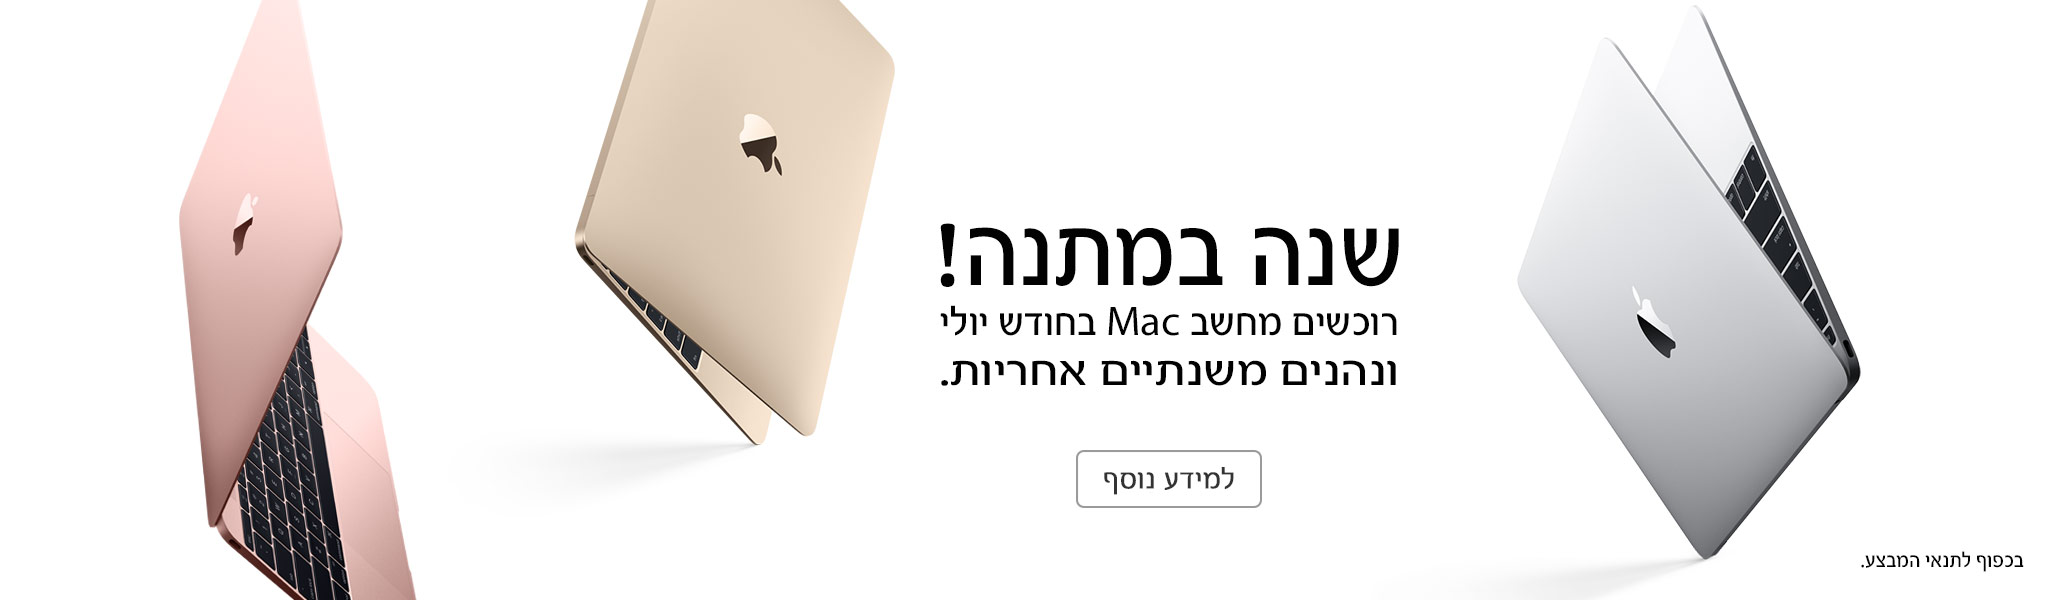 שנה במתנה!
רוכשים מחשב Mac בחודש יולי
ונהנים משנתיים אחריות.
למידע נוסף
בכפוף לתנאי המבצע.